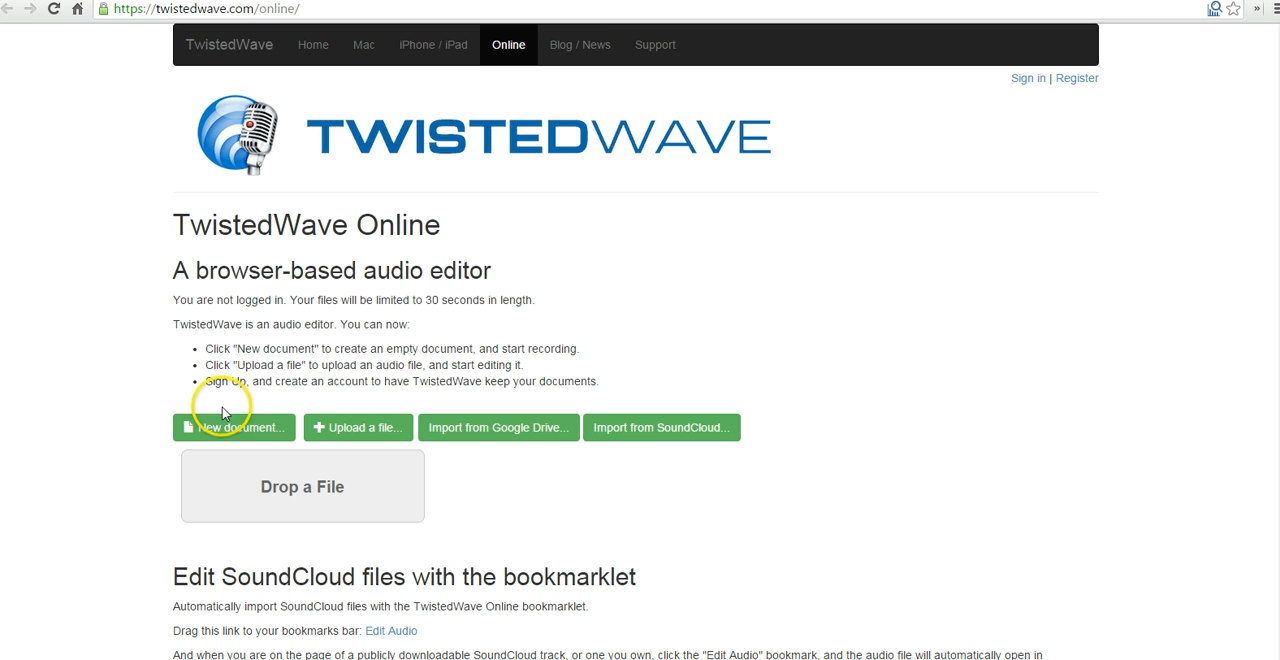 https://twistedwave.com/online/
TwistedWave Home Mac iPhone / iPad Online Blog / News Support
Sign in | Register
TWISTEDWAVE
TwistedWave Online
A browser-based audio editor
You are not logged in. Your files will be limited to 30 seconds in length.
TwistedWave is an audio editor. You can now:
• Click "New document" to create an empty document, and start recording.
• Click "Upload a file" to upload an audio file, and start editing it.
• Sign Up, and create an account to have TwistedWave keep your documents.
New document... Upload a file... Import from Google Drive... Import from SoundCloud...
Drop a File
Edit SoundCloud files with the bookmarklet
Automatically import SoundCloud files with the TwistedWave Online bookmarklet.
Drag this link to your bookmarks bar: Edit Audio
And when you are on the page of a publicly downloadable SoundCloud track, or one you own, click the "Edit Audio" bookmark, and the audio file will automatically open in